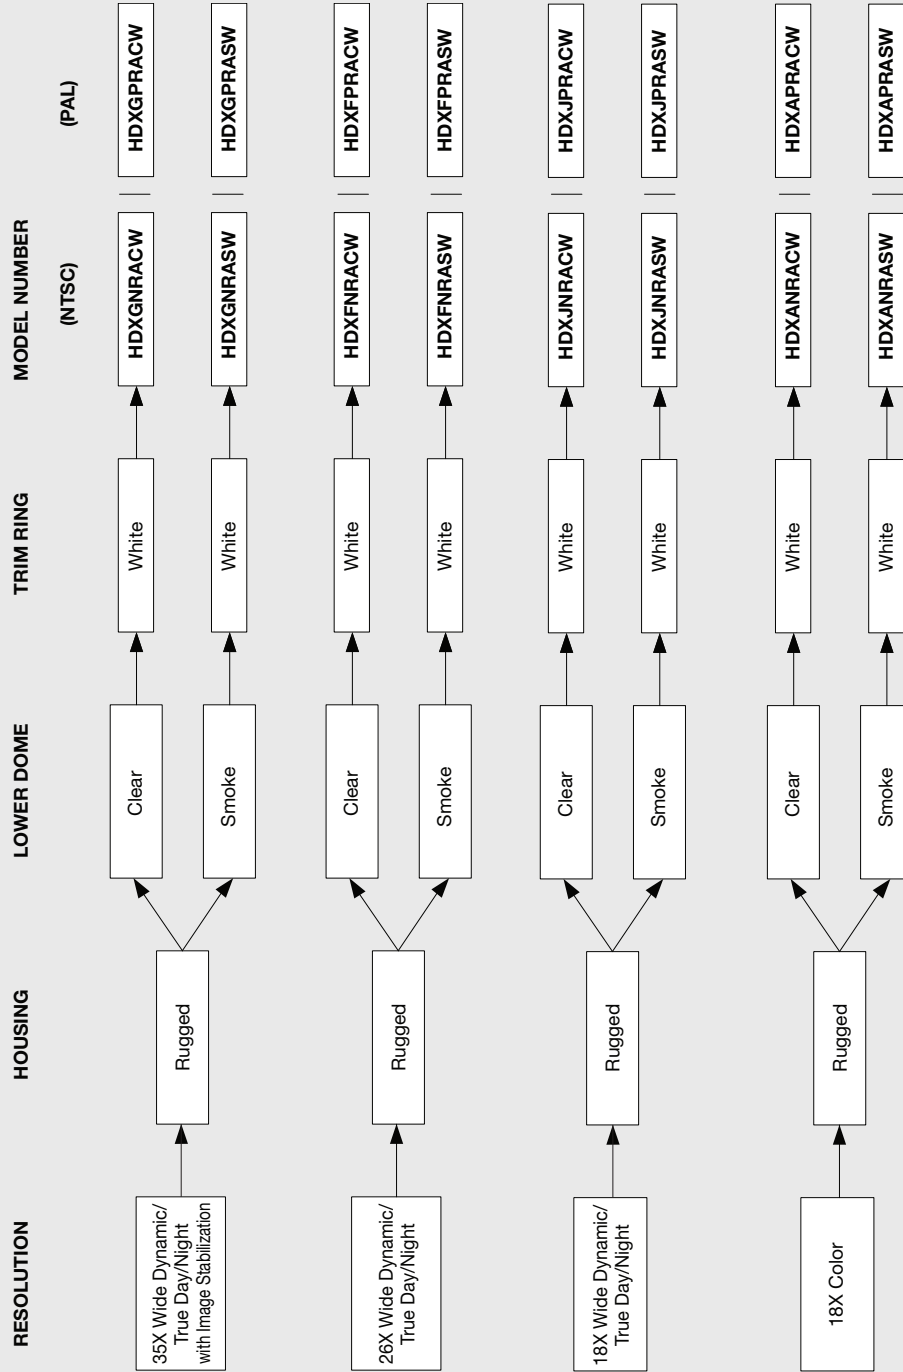 RESOLUTION
HOUSING
LOWER DOME
TRIM RING
MODEL NUMBER
(NTSC)
(PAL)
35X Wide Dynamic/
True Day/Night
with Image Stabilization
Rugged
Clear
White
HDXGNRACW
HDXGPRACW
Smoke
White
HDXGNRASW
HDXGPRASW
26X Wide Dynamic/
True Day/Night
Rugged
Clear
White
HDXFNRACW
HDXFPRACW
Smoke
White
HDXFNRASW
HDXFPRASW
18X Wide Dynamic/
True Day/Night
Rugged
Clear
White
HDXJNRACW
HDXJPRACW
Smoke
White
HDXJNRASW
HDXJPRASW
18X Color
Rugged
Clear
White
HDXANRACW
HDXAPRACW
Smoke
White
HDXANRASW
HDXAPRASW